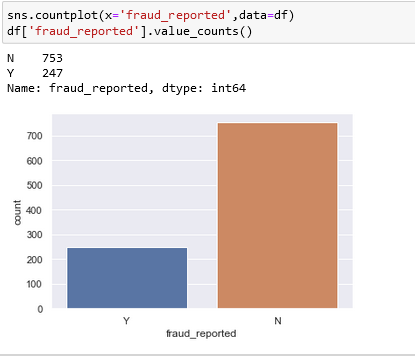 sns.countplot(x='fraud_reported',data=df)
df['fraud_reported'].value_counts()
N    753
Y    247
Name: fraud_reported, dtype: int64
700
600
500
400
300
200
100
0
count
Y N
fraud_reported